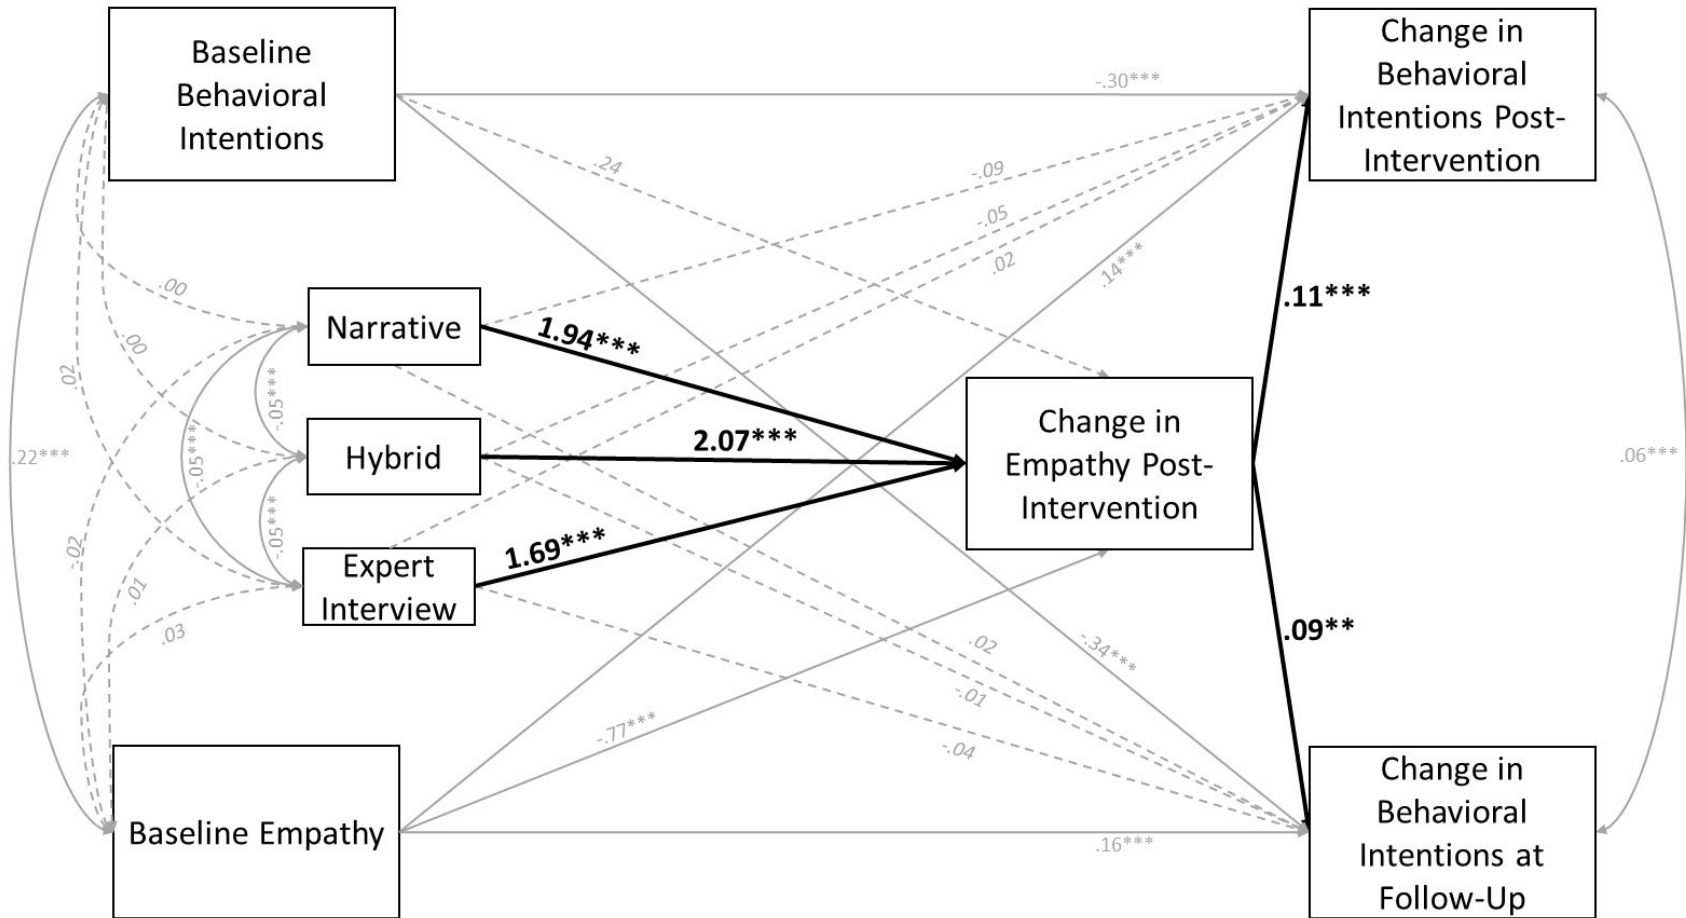 Baseline
Behavioral
Intentions
Change in
Behavioral
Intentions Post-
Intervention
-.30***
.24
-.09
-.05
.02
.14***
.00
.00
.02
Narrative
1.94***
.11***
-.05***
-.05***
-.05***
Hybrid
2.07***
Change in
Empathy Post-
Intervention
.22***
.06***
-.02
.01
.03
Expert
Interview
1.69***
.09**
.02
-.34***
-.01
-.04
-.77***
Baseline Empathy
.16***
Change in
Behavioral
Intentions at
Follow-Up